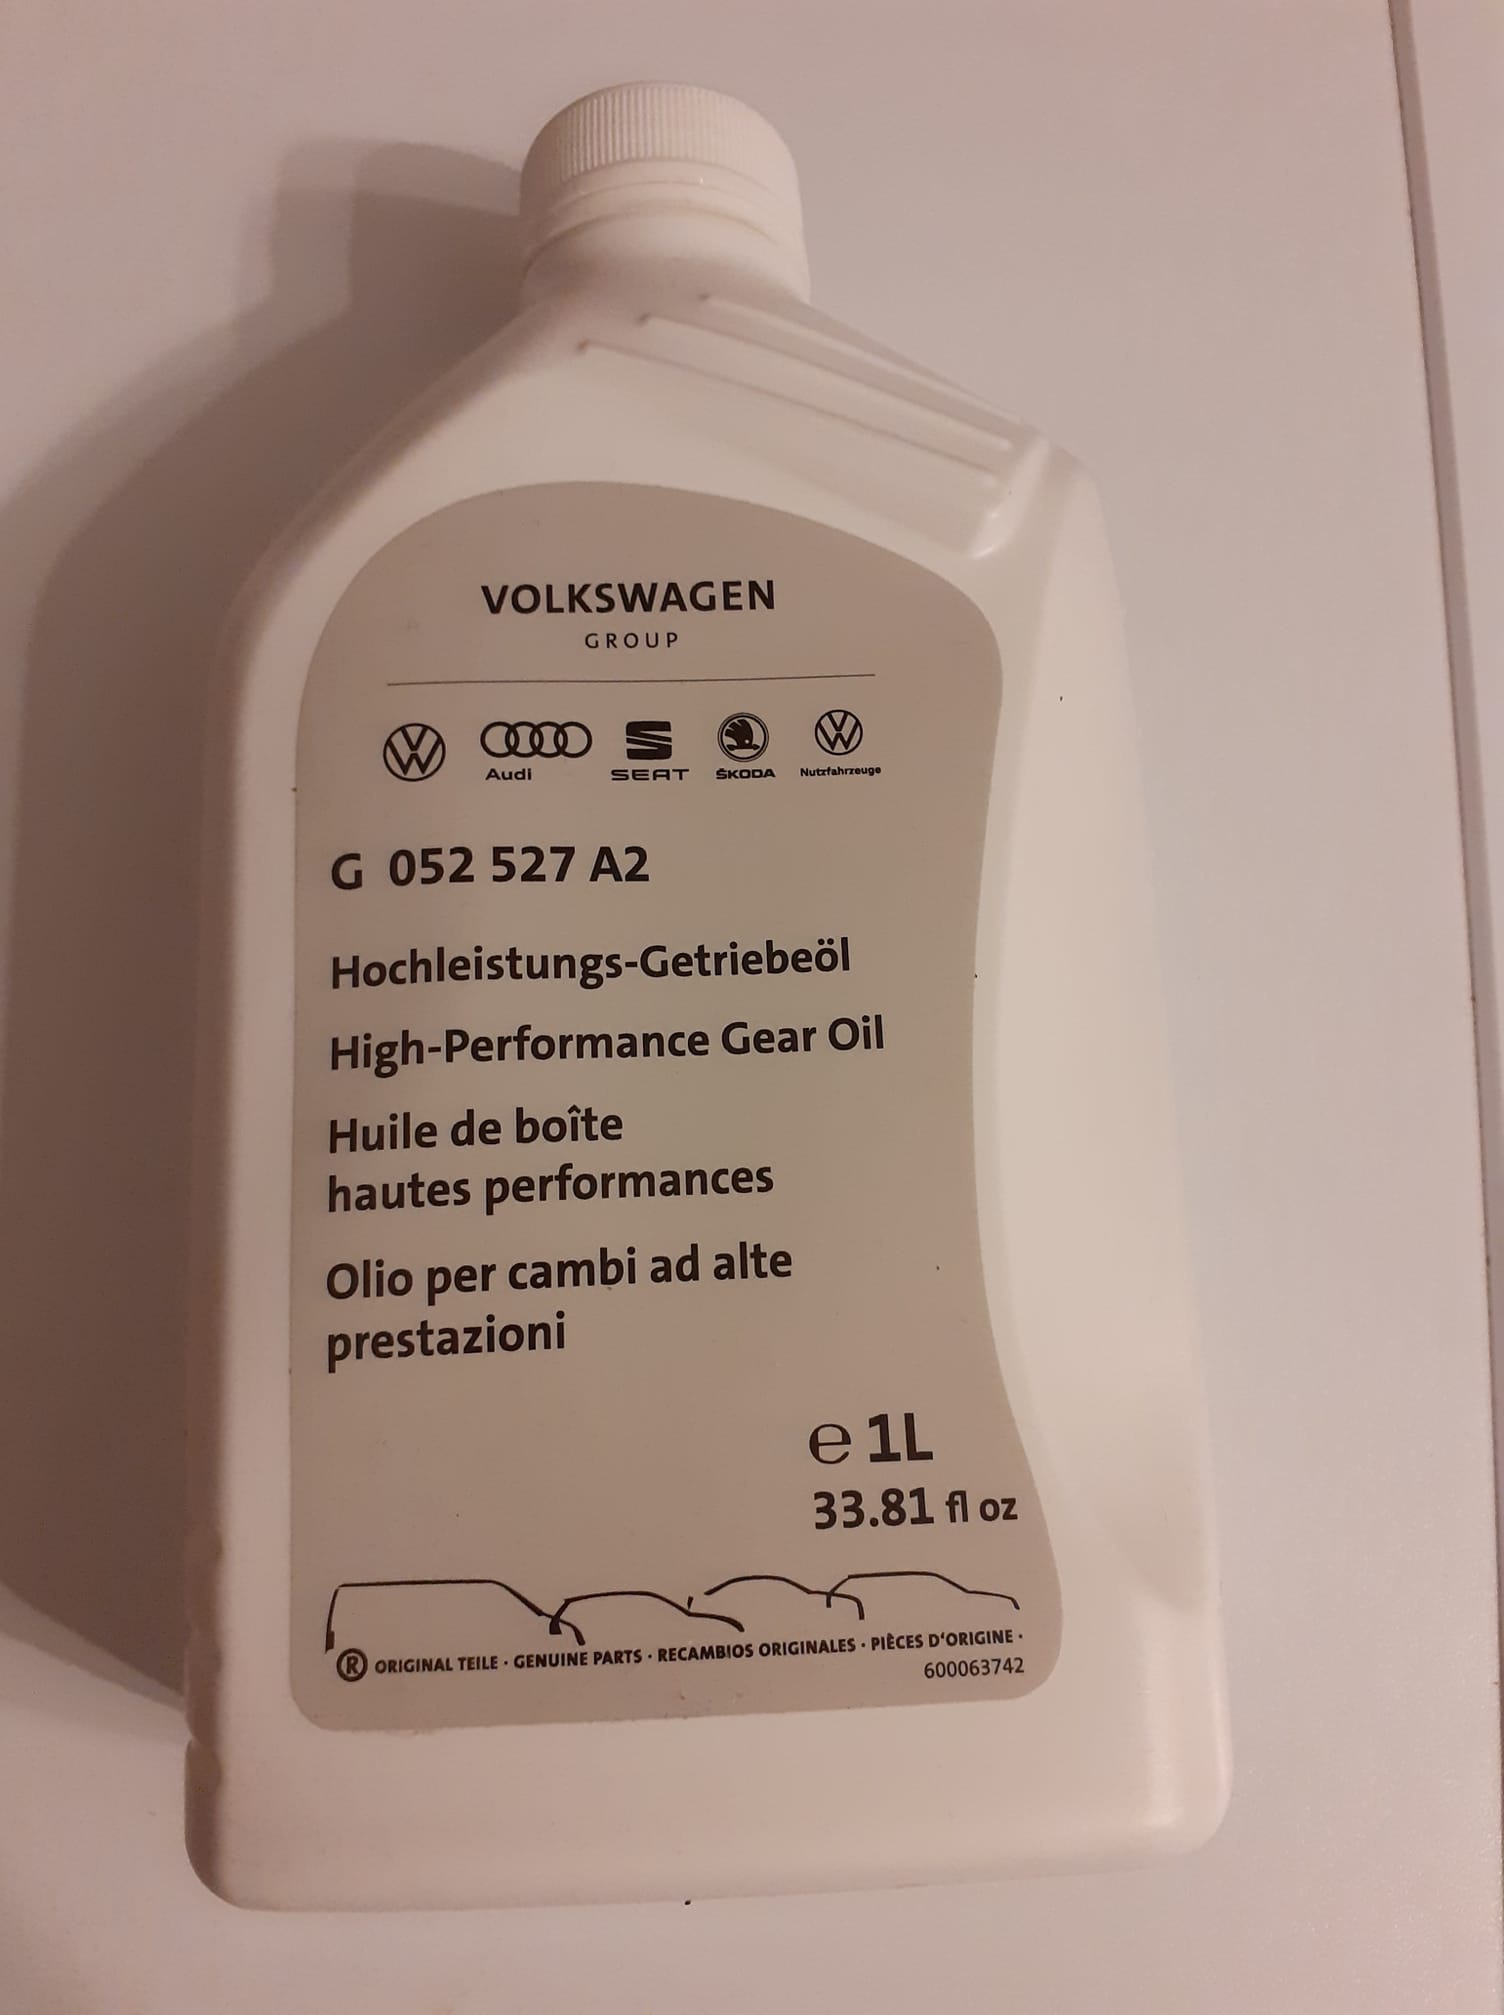 VOLKSWAGEN
GROUP
Audi
SEAT
ŠKODA
Nutzfahrzeuge
G 052 527 A2
Hochleistungs-Getriebeöl
High-Performance Gear Oil
Huile de boîte
hautes performances
Olio per cambi ad alte
prestazioni
℮ 1L
33.81 fl oz
® ORIGINAL TEILE · GENUINE PARTS · RECAMBIOS ORIGINALES · PIÈCES D'ORIGINE ·
600063742